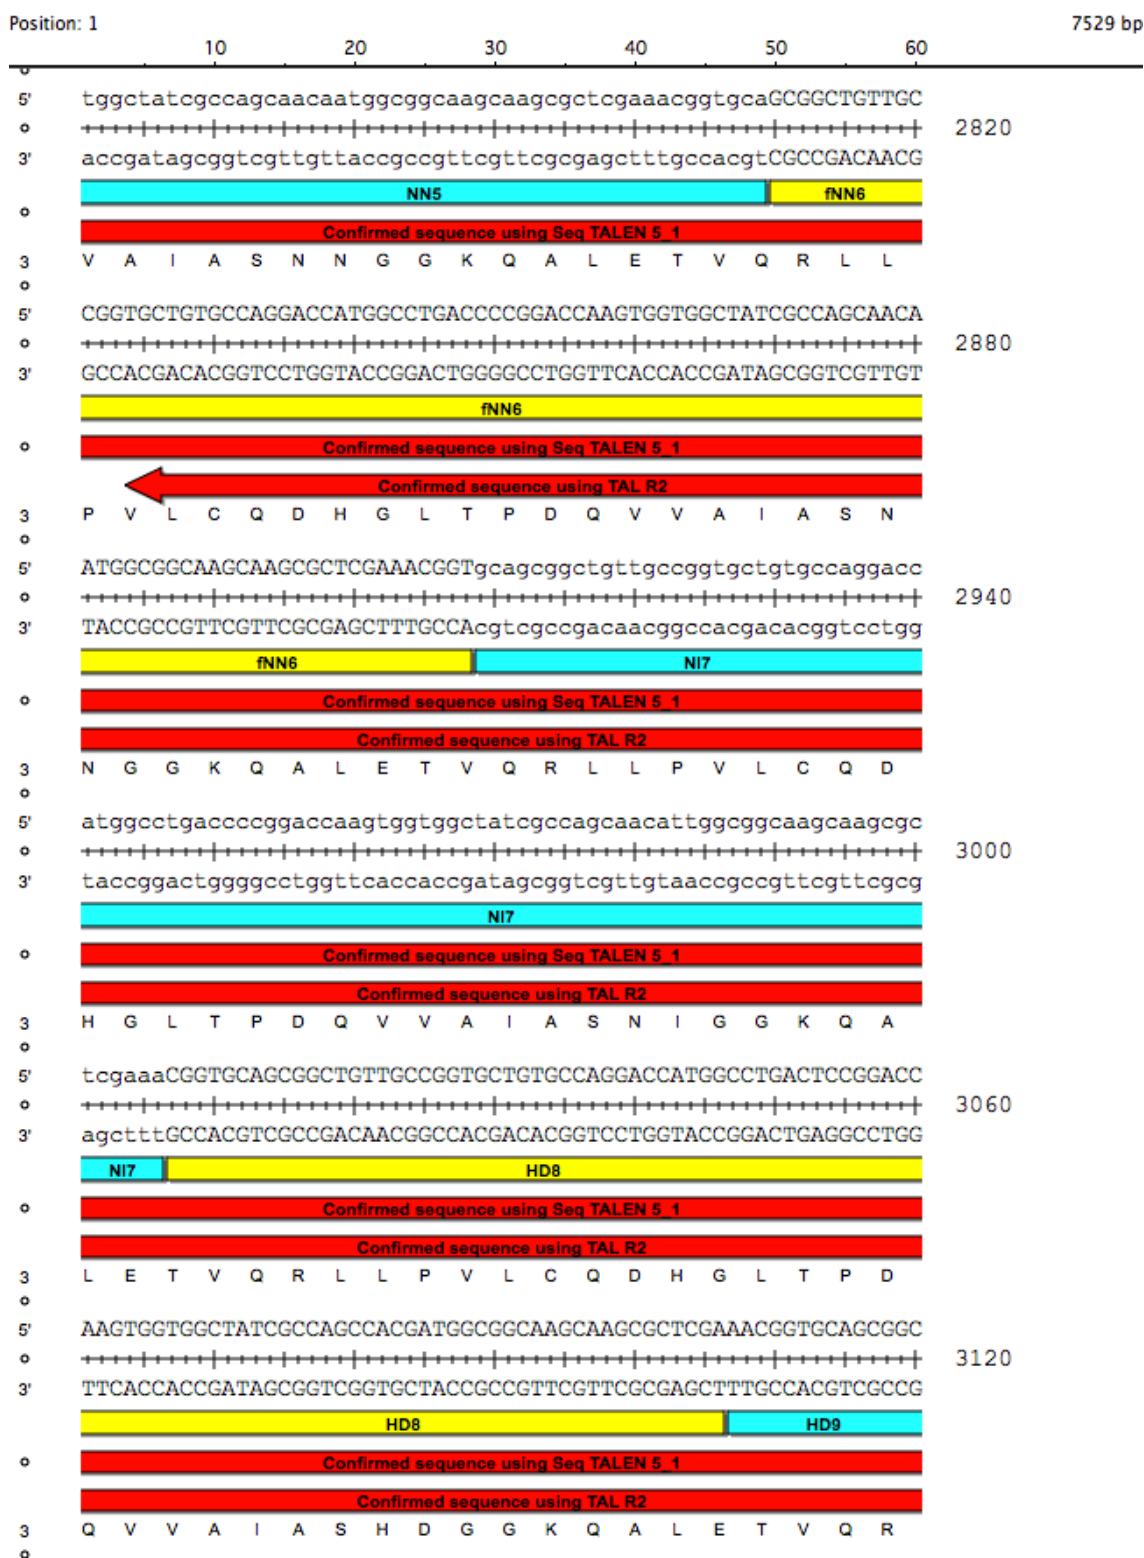 Position: 1 7529 bp
10 20 30 40 50 60
5' tggctatcgccagcaacaatggcggcaagcaagcgctcgaaacggtgcaGCGGCTGTTGC
2820
3' accgatagcggtcgttgttaccgccgttcgttcgcgagctttgccacgtCGCCGACAACG
NN5 fNN6
Confirmed sequence using Seq TALEN 5_1
3 V A I A S N N G G K Q A L E T V Q R L L
5' CGGTGCTGTGCCAGGACCATGGCCTGACCCCGGACCAAGTGGTGGCTATCGCCAGCAACA
2880
3' GCCACGACACGGTCCTGGTACCGGACTGGGGCCTGGTTCACCACCGATAGCGGTCGTTGT
fNN6
Confirmed sequence using Seq TALEN 5_1
Confirmed sequence using TAL R2
3 P V L C Q D H G L T P D Q V V A I A S N
5' ATGGCGGCAAGCAAGCGCTCGAAACGGTgcagcggctgttgccggtgctgtgccaggacc
2940
3' TACCGCCGTTCGTTCGCGAGCTTTGCCAcgtcgccgacaacggccacgacacggtcctgg
fNN6 NI7
Confirmed sequence using Seq TALEN 5_1
Confirmed sequence using TAL R2
3 N G G K Q A L E T V Q R L L P V L C Q D
5' atggcctgaccccggaccaagtggtggctatcgccagcaacattggcggcaagcaagcgc
3000
3' taccggactggggcctggttcaccaccgatagcggtcgttgtaaccgccgttcgttcgcg
NI7
Confirmed sequence using Seq TALEN 5_1
Confirmed sequence using TAL R2
3 H G L T P D Q V V A I A S N I G G K Q A
5' tcgaaaCGGTGCAGCGGCTGTTGCCGGTGCTGTGCCAGGACCATGGCCTGACTCCGGACC
3060
3' agctttGCCACGTCGCCGACAACGGCCACGACACGGTCCTGGTACCGGACTGAGGCCTGG
NI7 HD8
Confirmed sequence using Seq TALEN 5_1
Confirmed sequence using TAL R2
3 L E T V Q R L L P V L C Q D H G L T P D
5' AAGTGGTGGCTATCGCCAGCCACGATGGCGGCAAGCAAGCGCTCGAAACGGTGCAGCGGC
3120
3' TTCACCACCGATAGCGGTCGGTGCTACCGCCGTTCGTTCGCGAGCTTTGCCACGTCGCCG
HD8 HD9
Confirmed sequence using Seq TALEN 5_1
Confirmed sequence using TAL R2
3 Q V V A I A S H D G G K Q A L E T V Q R